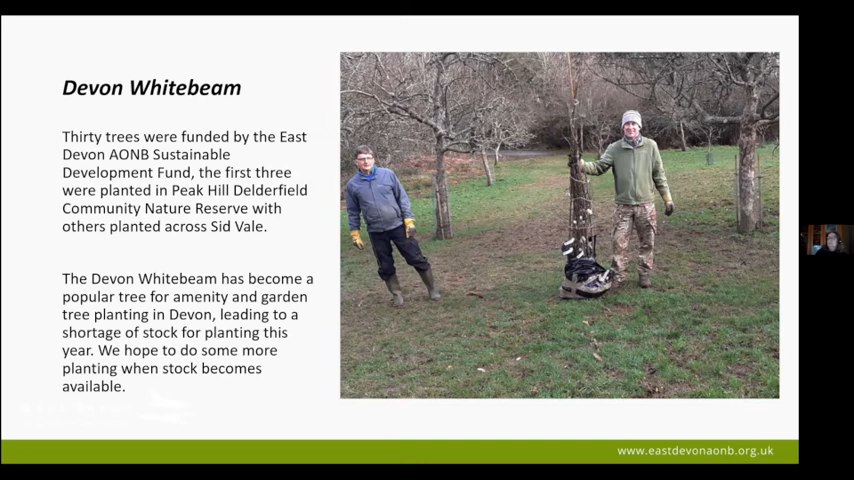 Devon Whitebeam
Thirty trees were funded by the East
Devon AONB Sustainable
Development Fund, the first three
were planted in Peak Hill Delderfield
Community Nature Reserve with
others planted across Sid Vale.
The Devon Whitebeam has become a
popular tree for amenity and garden
tree planting in Devon, leading to a
shortage of stock for planting this
year. We hope to do some more
planting when stock becomes
available.
www.eastdevonaonb.org.uk